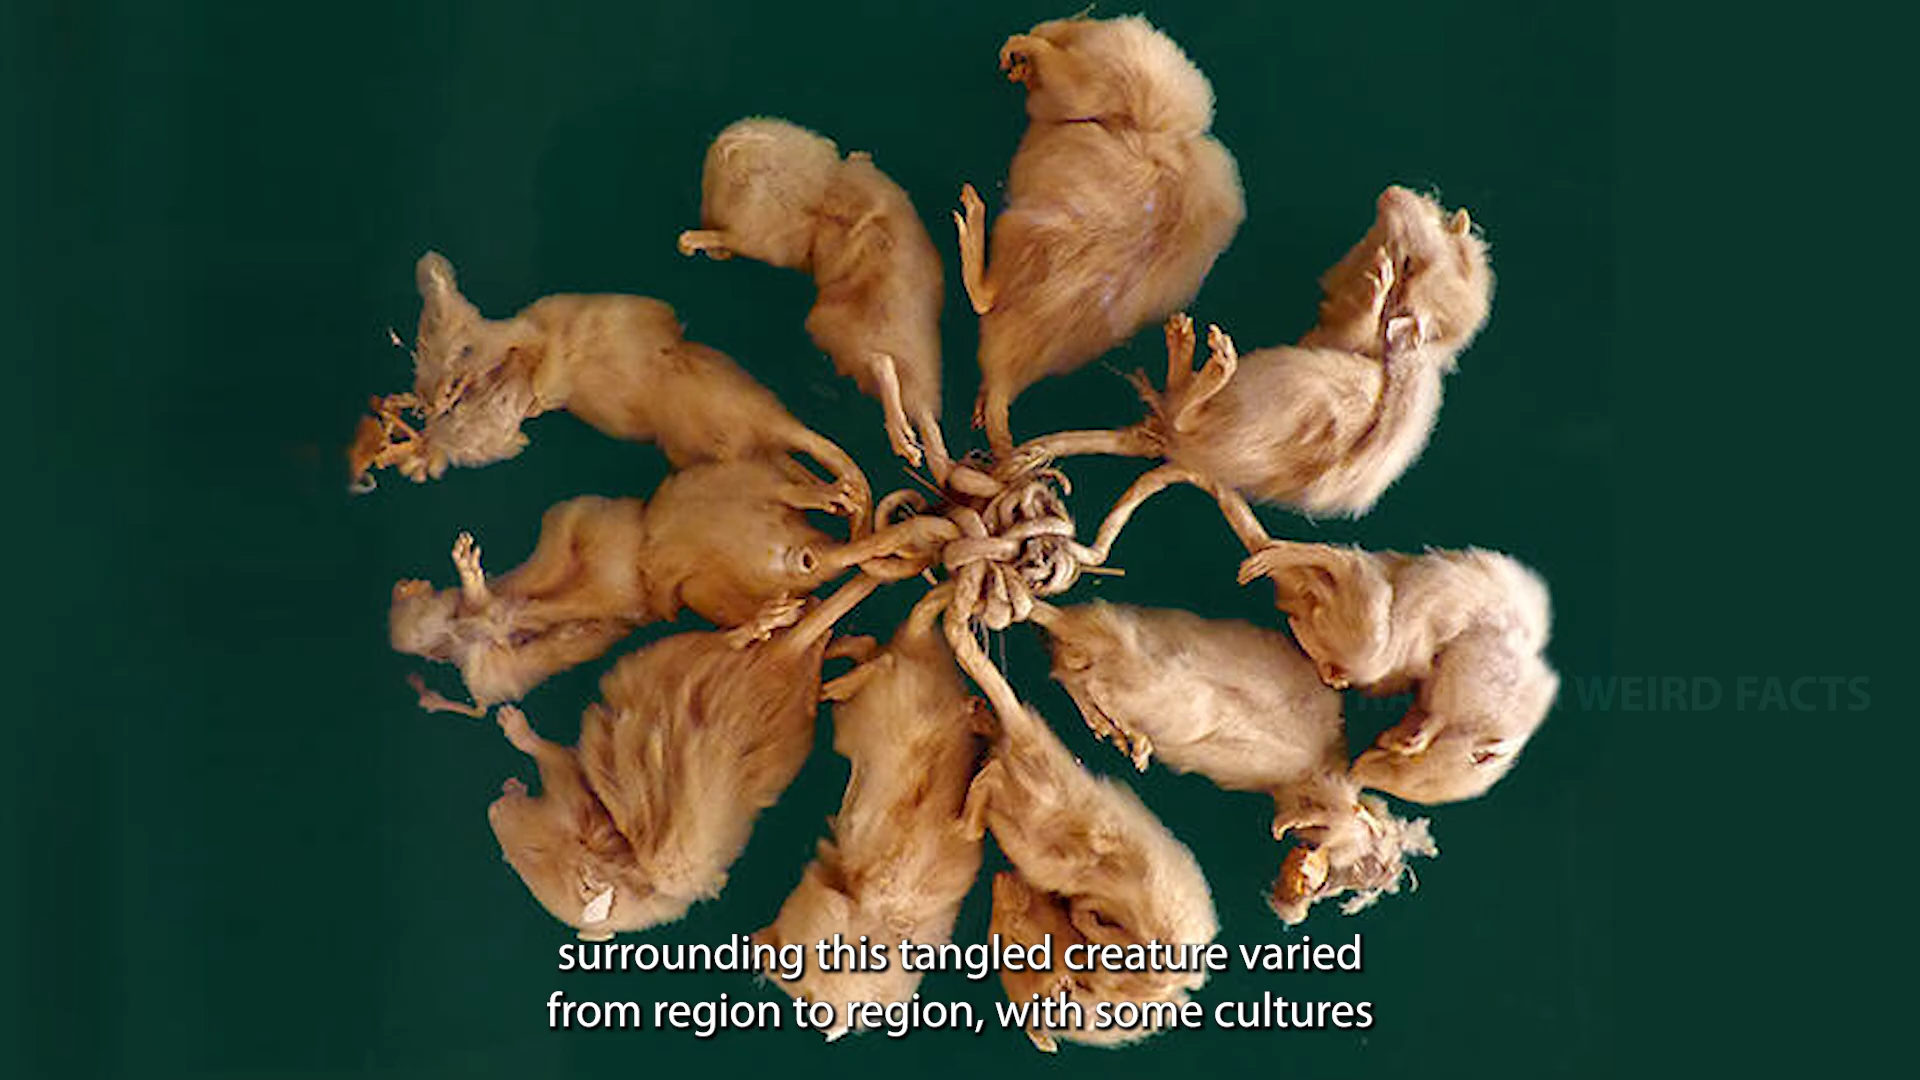 WEIRD FACTS
surrounding this tangled creature varied
from region to region, with some cultures